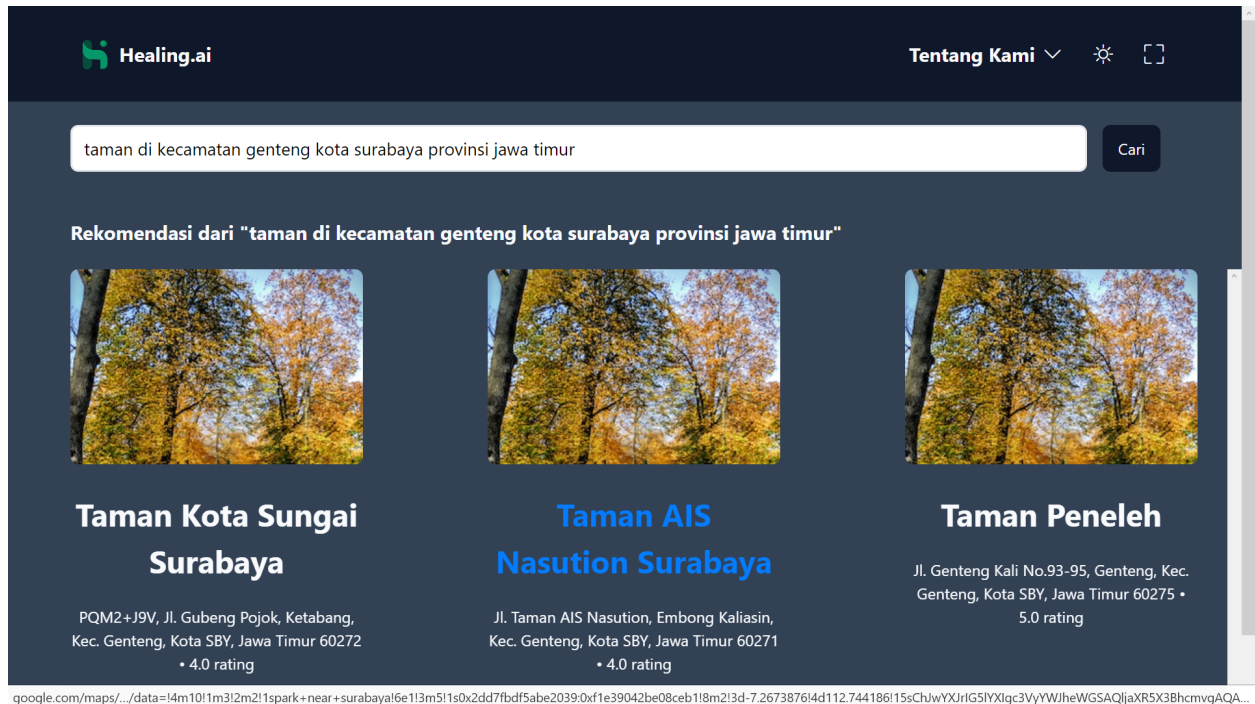 Healing.ai
Tentang Kami
taman di kecamatan genteng kota surabaya provinsi jawa timur
Cari
Rekomendasi dari "taman di kecamatan genteng kota surabaya provinsi jawa timur"
Taman Kota Sungai
Surabaya
PQM2+J9V, Jl. Gubeng Pojok, Ketabang,
Kec. Genteng, Kota SBY, Jawa Timur 60272
• 4.0 rating
Taman AIS
Nasution Surabaya
Jl. Taman AIS Nasution, Embong Kaliasin,
Kec. Genteng, Kota SBY, Jawa Timur 60271
• 4.0 rating
Taman Peneleh
Jl. Genteng Kali No.93-95, Genteng, Kec.
Genteng, Kota SBY, Jawa Timur 60275 •
5.0 rating